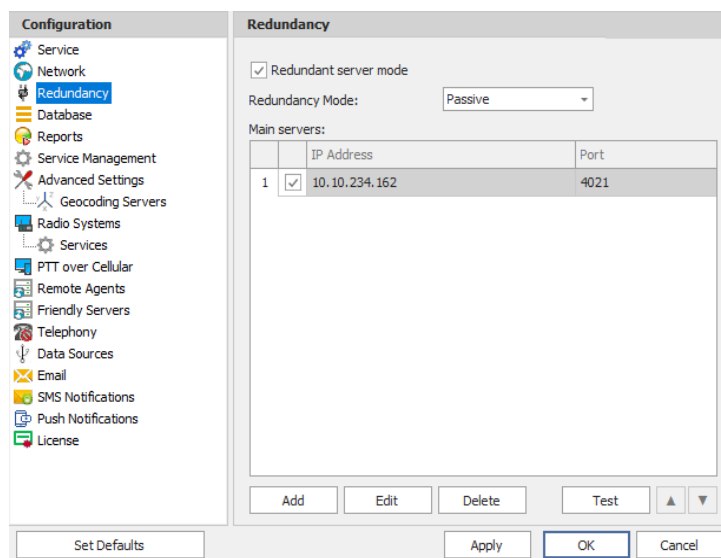 Configuration
Service
Network
Redundancy
Database
Reports
Service Management
Advanced Settings
Geocoding Servers
Radio Systems
Services
PTT over Cellular
Remote Agents
Friendly Servers
Telephony
Data Sources
Email
SMS Notifications
Push Notifications
License
Set Defaults
Redundancy
Redundant server mode
Redundancy Mode: Passive
Main servers:
IP Address Port
1 10.10.234.162 4021
Add Edit Delete Test
Apply OK Cancel